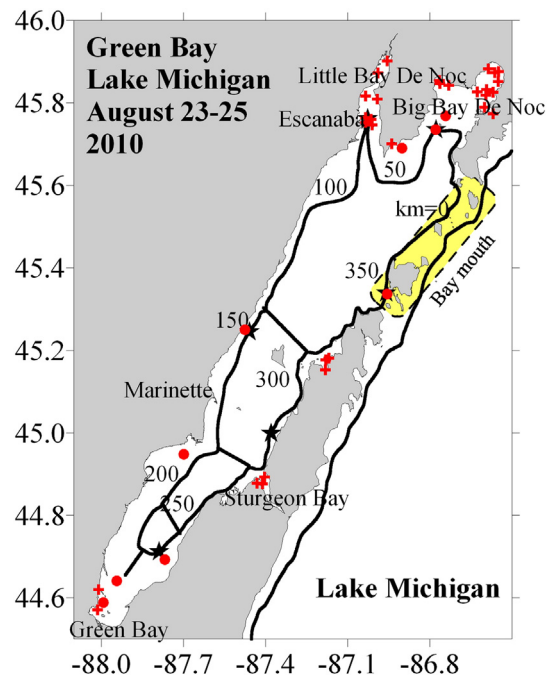 46.0
Green Bay
Lake Michigan
August 23-25
2010
Little Bay De Noc
45.8
Big Bay De Noc
Escanaba
50
100
45.6
km=0
45.4
350
Bay mouth
150
45.2
300
Marinette
45.0
200
250
Sturgeon Bay
44.8
44.6
Lake Michigan
Green Bay
-88.0 -87.7 -87.4 -87.1 -86.8